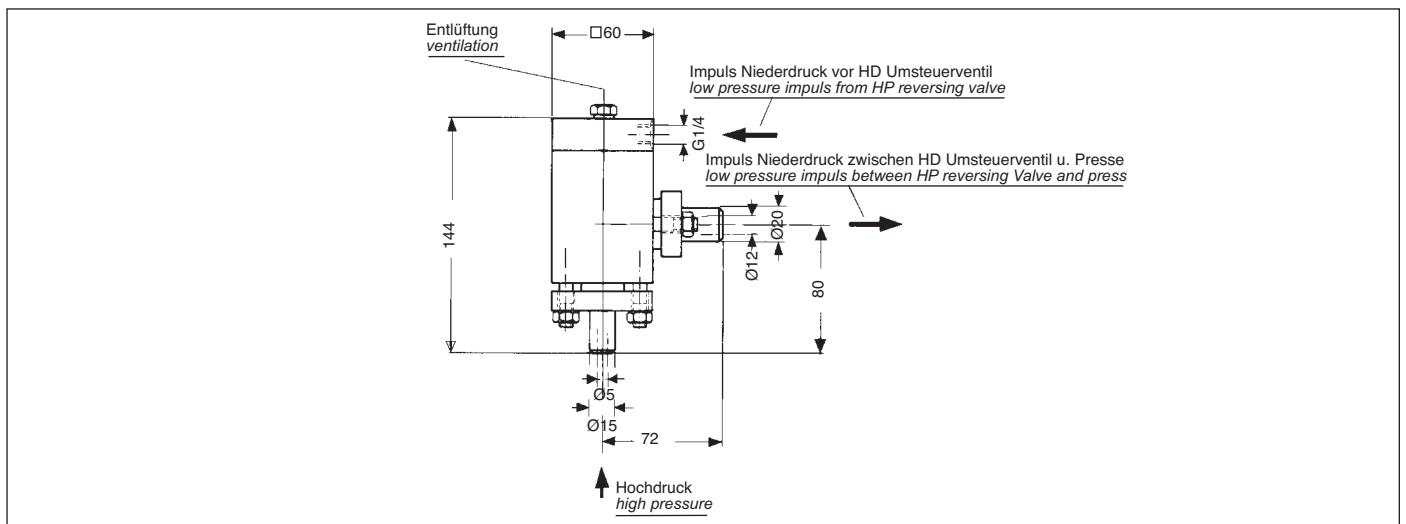 Entlüftung
ventilation
□60
Impuls Niederdruck vor HD Umsteuerventil
low pressure impuls from HP reversing valve
G1/4
Impuls Niederdruck zwischen HD Umsteuerventil u. Presse
low pressure impuls between HP reversing Valve and press
144
Ø20
Ø12
80
Ø5
Ø15
72
Hochdruck
high pressure